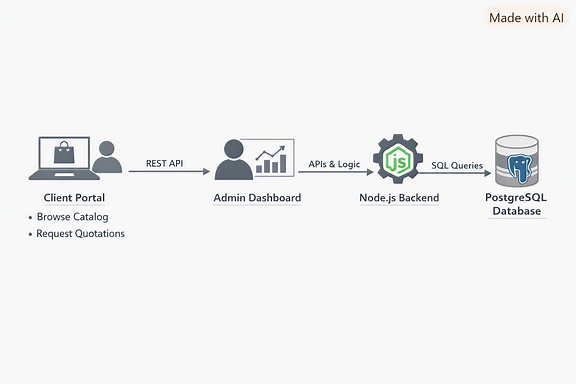 Made with AI
REST API
APIs & Logic
SQL Queries
js
Client Portal
• Browse Catalog
• Request Quotations
Admin Dashboard
Node.js Backend
PostgreSQL
Database